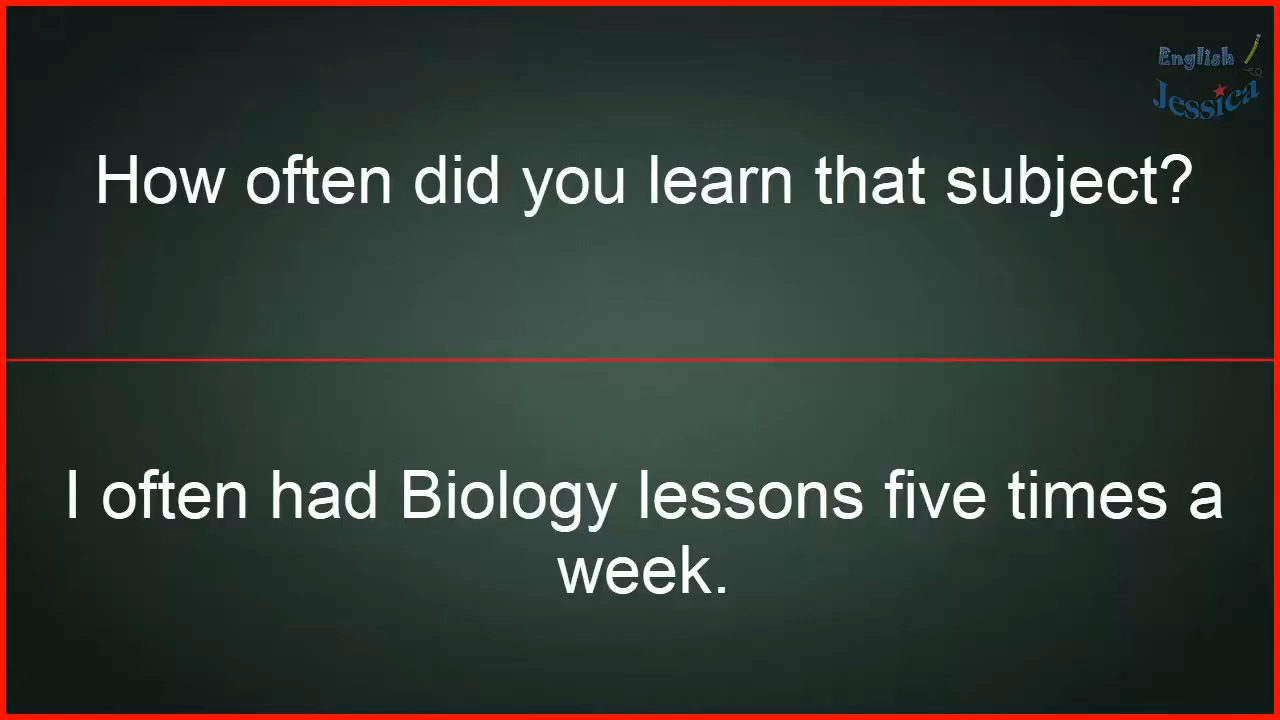 English
Jessica
How often did you learn that subject?
I often had Biology lessons five times a
week.